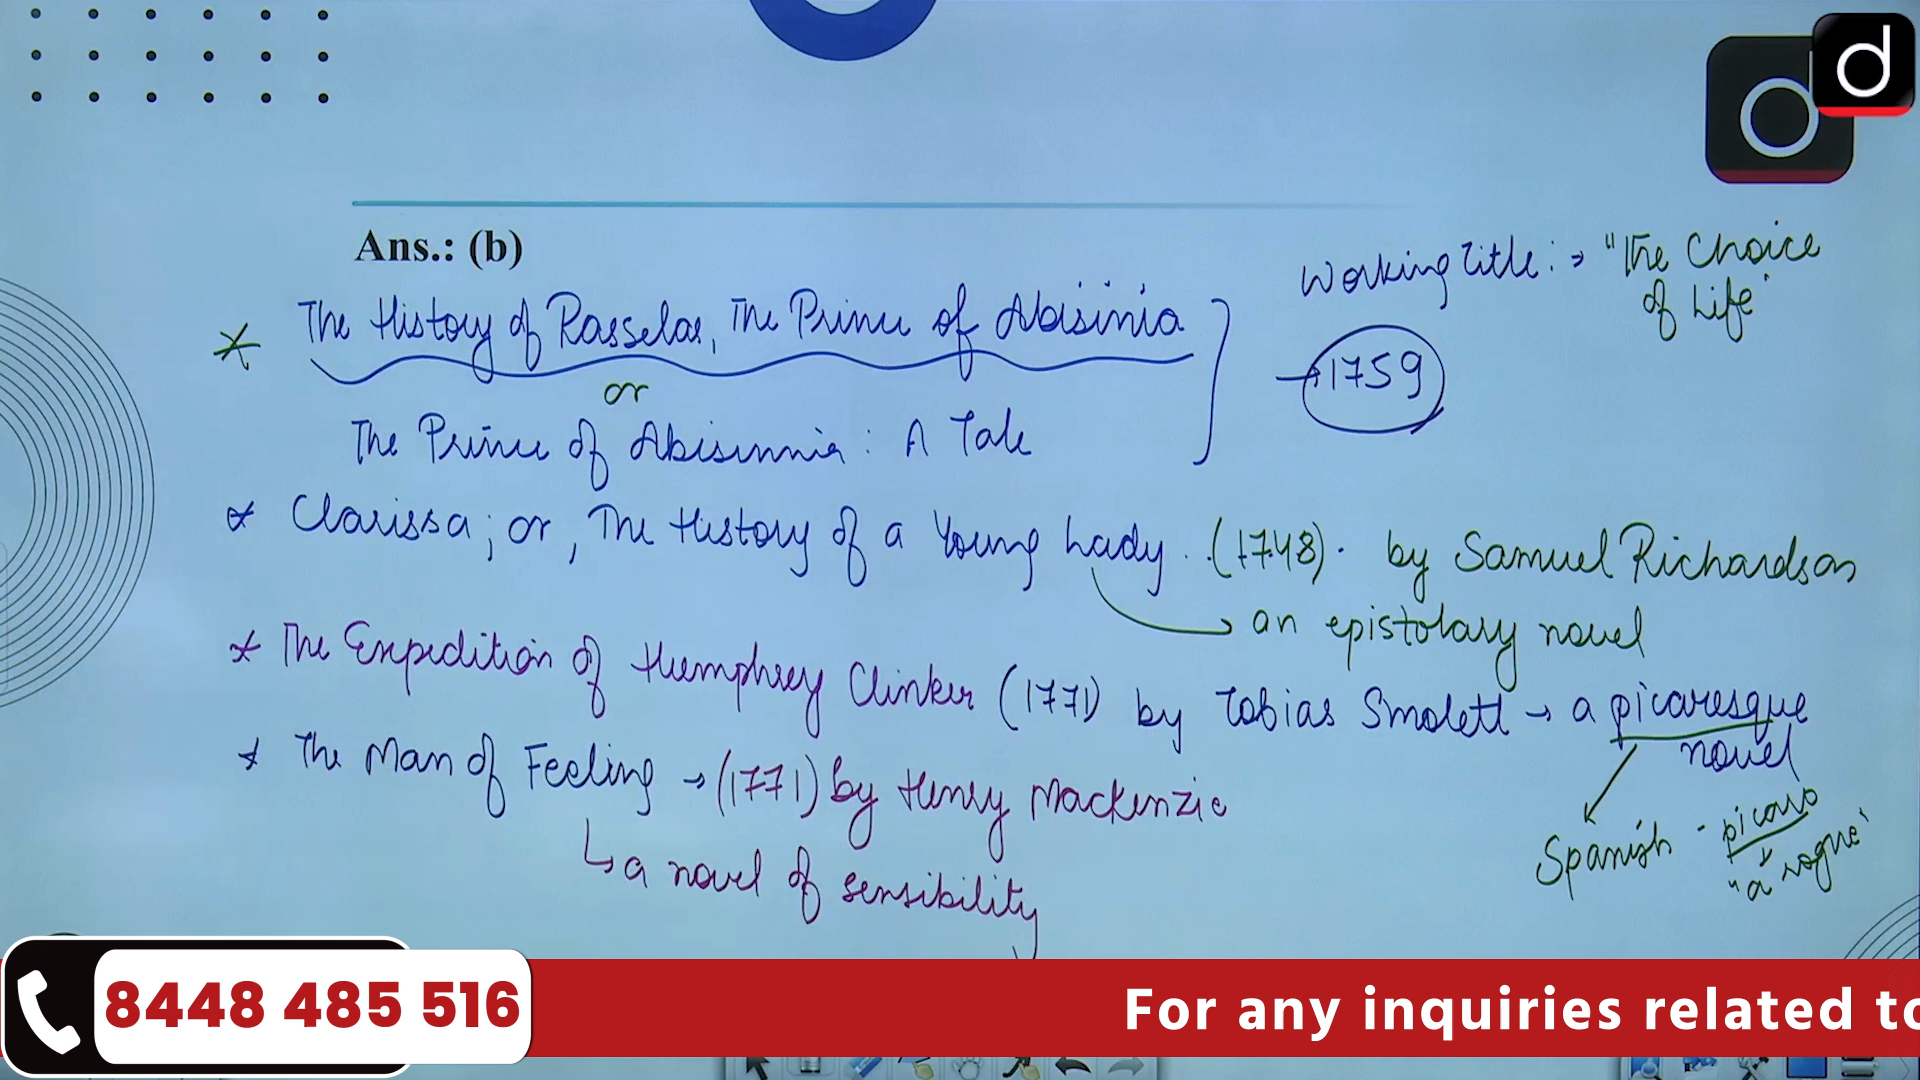 d
Ans.: (b)
Working Title :→ "The Choice
of Life"
* The History of Rasselas, The Prince of Abisinia
→ 1759
or
The Prince of Abisinnia : A Tale
* Clarissa; or, The History of a Young Lady. (1748). by Samuel Richardson
→ an epistolary novel
* The Expedition of Humphrey Clinker (1771) by Tobias Smolett → a picaresque
novel
* The Man of Feeling → (1771) by Henry Mackenzie
↳ a novel of sensibility
Spanish - picaro
"a rogue"
8448 485 516
For any inquiries related to